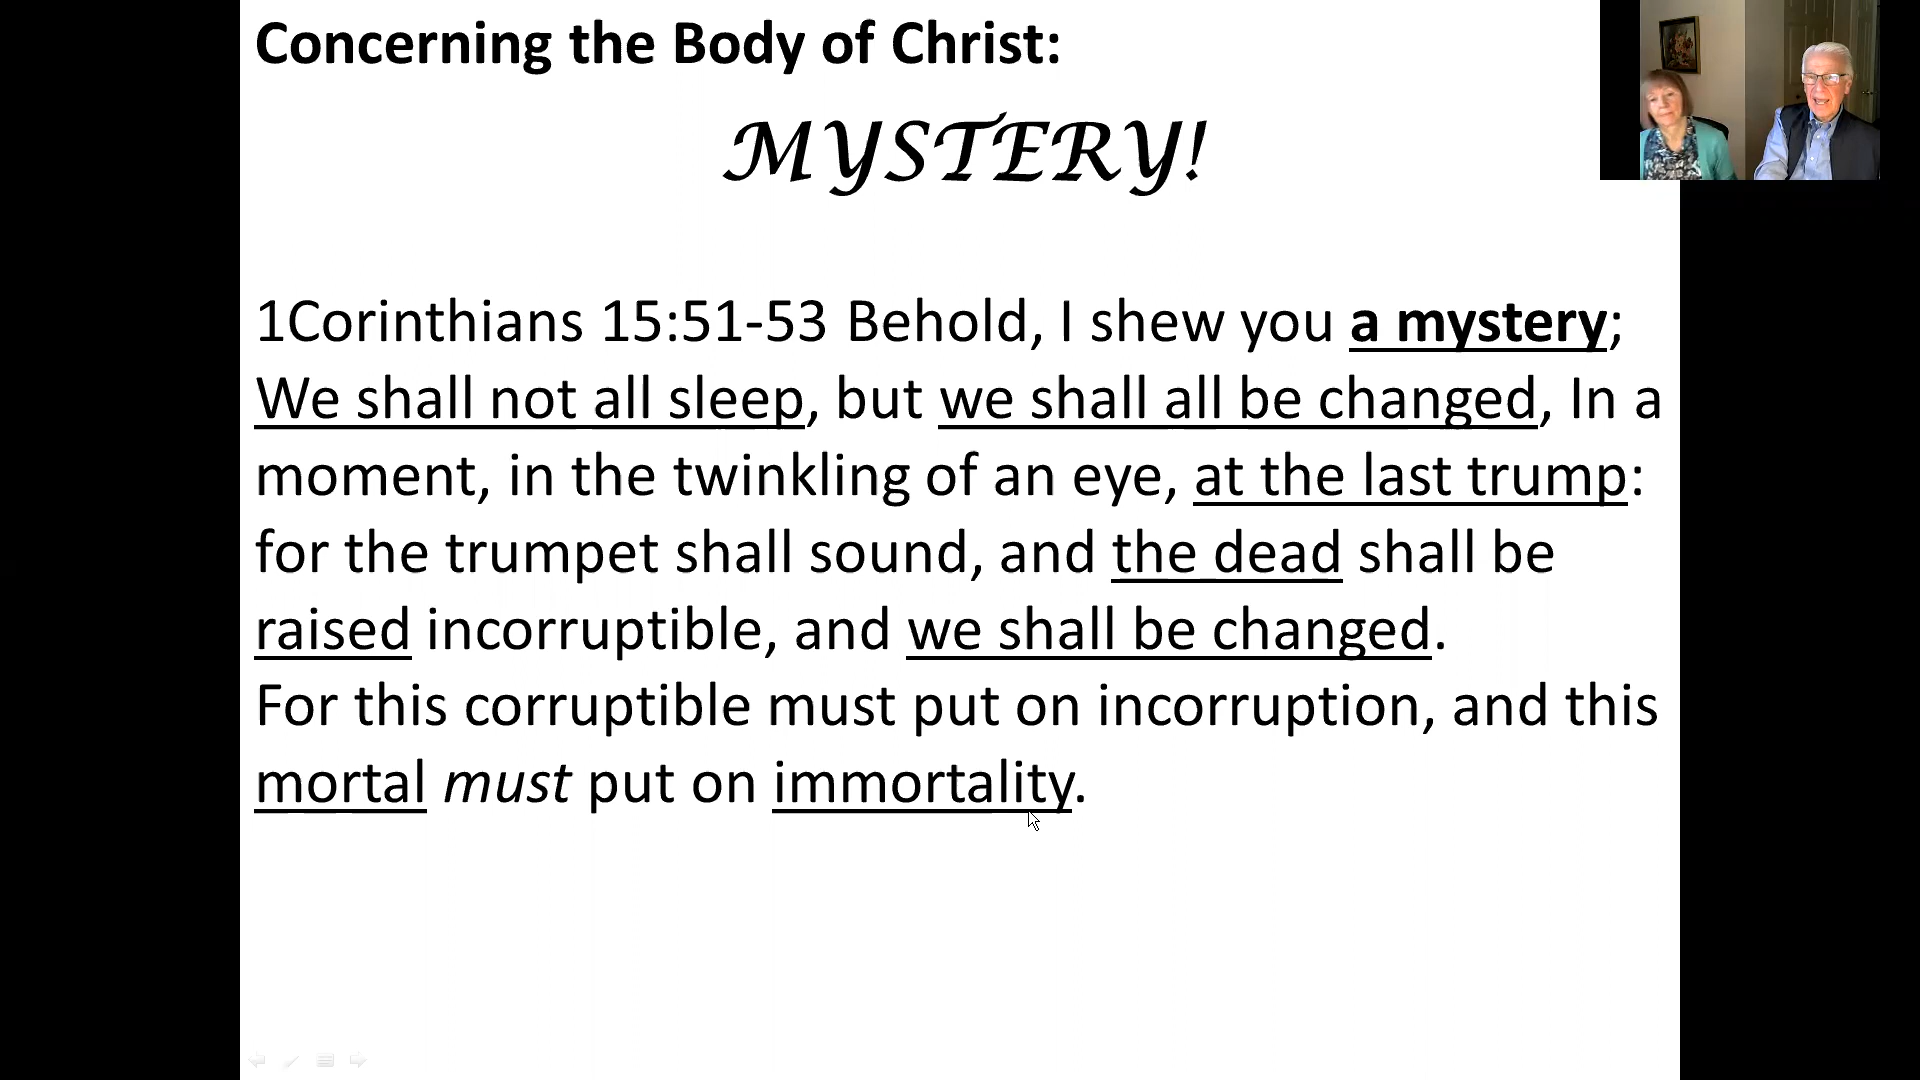 Concerning the Body of Christ:
MYSTERY!
1Corinthians 15:51-53 Behold, I shew you a mystery;
We shall not all sleep, but we shall all be changed, In a
moment, in the twinkling of an eye, at the last trump:
for the trumpet shall sound, and the dead shall be
raised incorruptible, and we shall be changed.
For this corruptible must put on incorruption, and this
mortal must put on immortality.